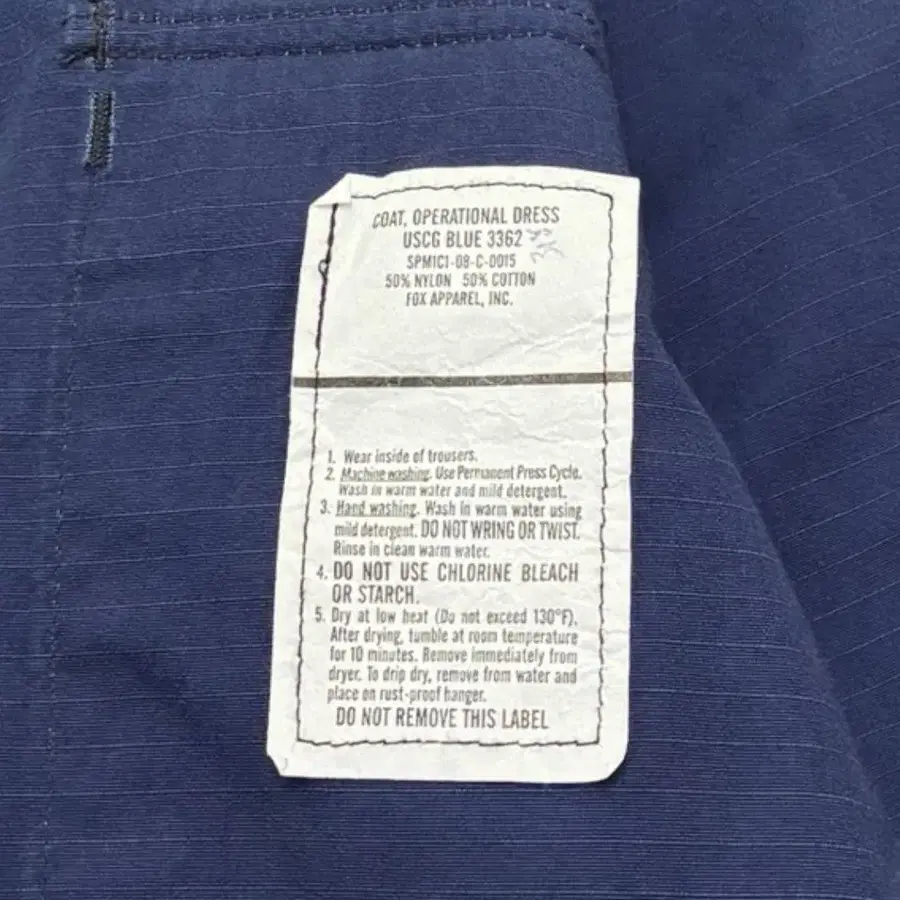 COAT, OPERATIONAL DRESS
USCG BLUE 3362
SPM1C1-08-C-0015
50% NYLON 50% COTTON
FOX APPAREL, INC.
1. Wear inside of trousers.
2. Machine washing. Use Permanent Press Cycle.
Wash in warm water and mild detergent.
3. Hand washing. Wash in warm water using
mild detergent. DO NOT WRING OR TWIST.
Rinse in clean warm water.
4. DO NOT USE CHLORINE BLEACH
OR STARCH.
5. Dry at low heat (Do not exceed 130°F).
After drying, tumble at room temperature
for 10 minutes. Remove immediately from
dryer. To drip dry, remove from water and
place on rust-proof hanger.
DO NOT REMOVE THIS LABEL